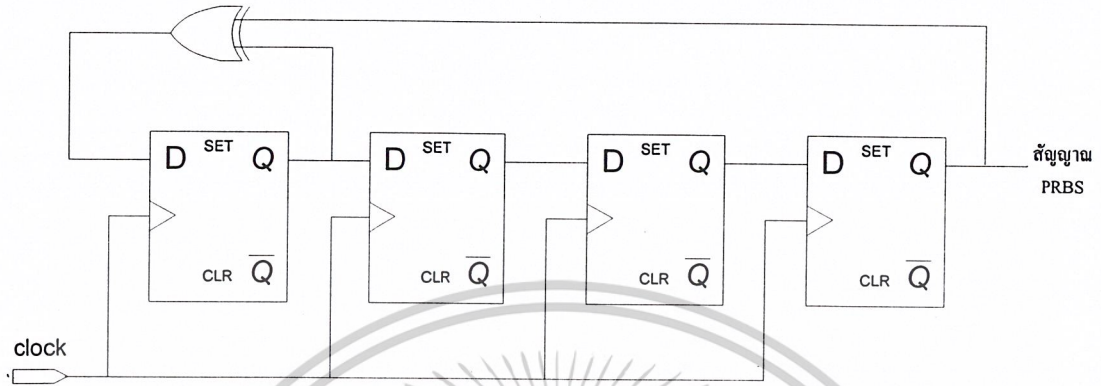 D SET Q
CLR Q
D SET Q
CLR Q
D SET Q
CLR Q
D SET Q
CLR Q
สัญญาณ
PRBS
clock